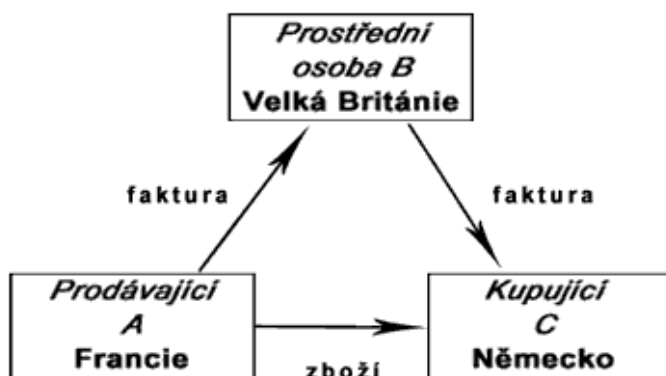 Prostřední
osoba B
Velká Británie
faktura
faktura
Prodávající
A
Francie
zboží
Kupující
C
Německo